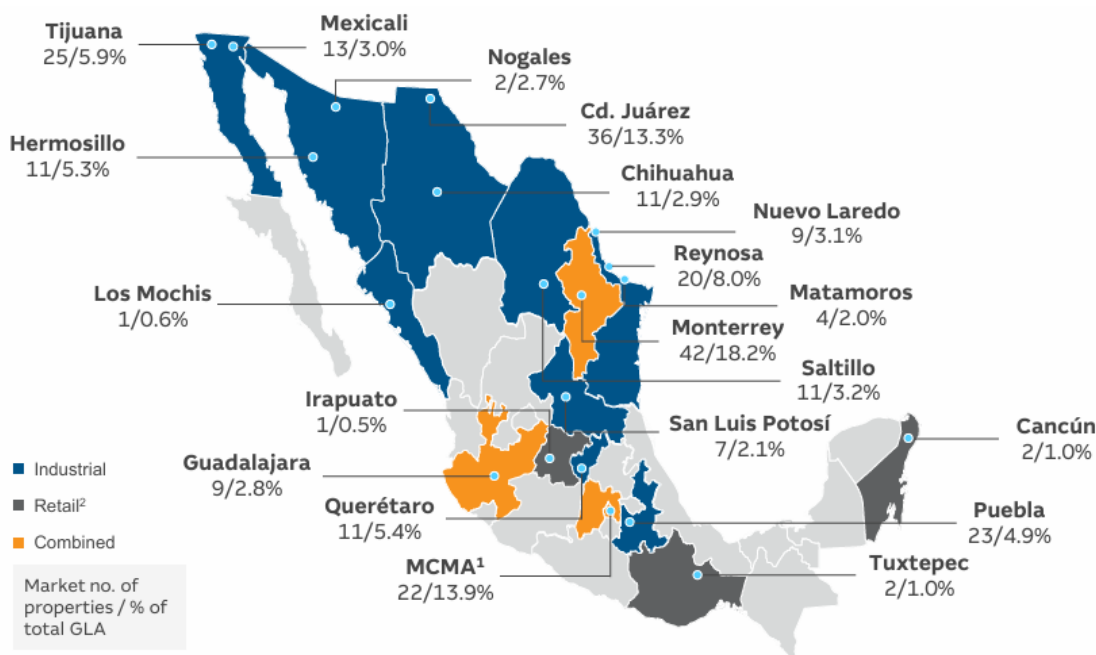 Tijuana
25/5.9%
Mexicali
13/3.0%
Nogales
2/2.7%
Cd. Juárez
36/13.3%
Hermosillo
11/5.3%
Chihuahua
11/2.9%
Nuevo Laredo
9/3.1%
Reynosa
20/8.0%
Los Mochis
1/0.6%
Matamoros
4/2.0%
Monterrey
42/18.2%
Saltillo
11/3.2%
Irapuato
1/0.5%
San Luis Potosí
7/2.1%
Cancún
2/1.0%
Guadalajara
9/2.8%
Querétaro
11/5.4%
Puebla
23/4.9%
MCMA¹
22/13.9%
Tuxtepec
2/1.0%
Industrial
Retail²
Combined
Market no. of
properties / % of
total GLA